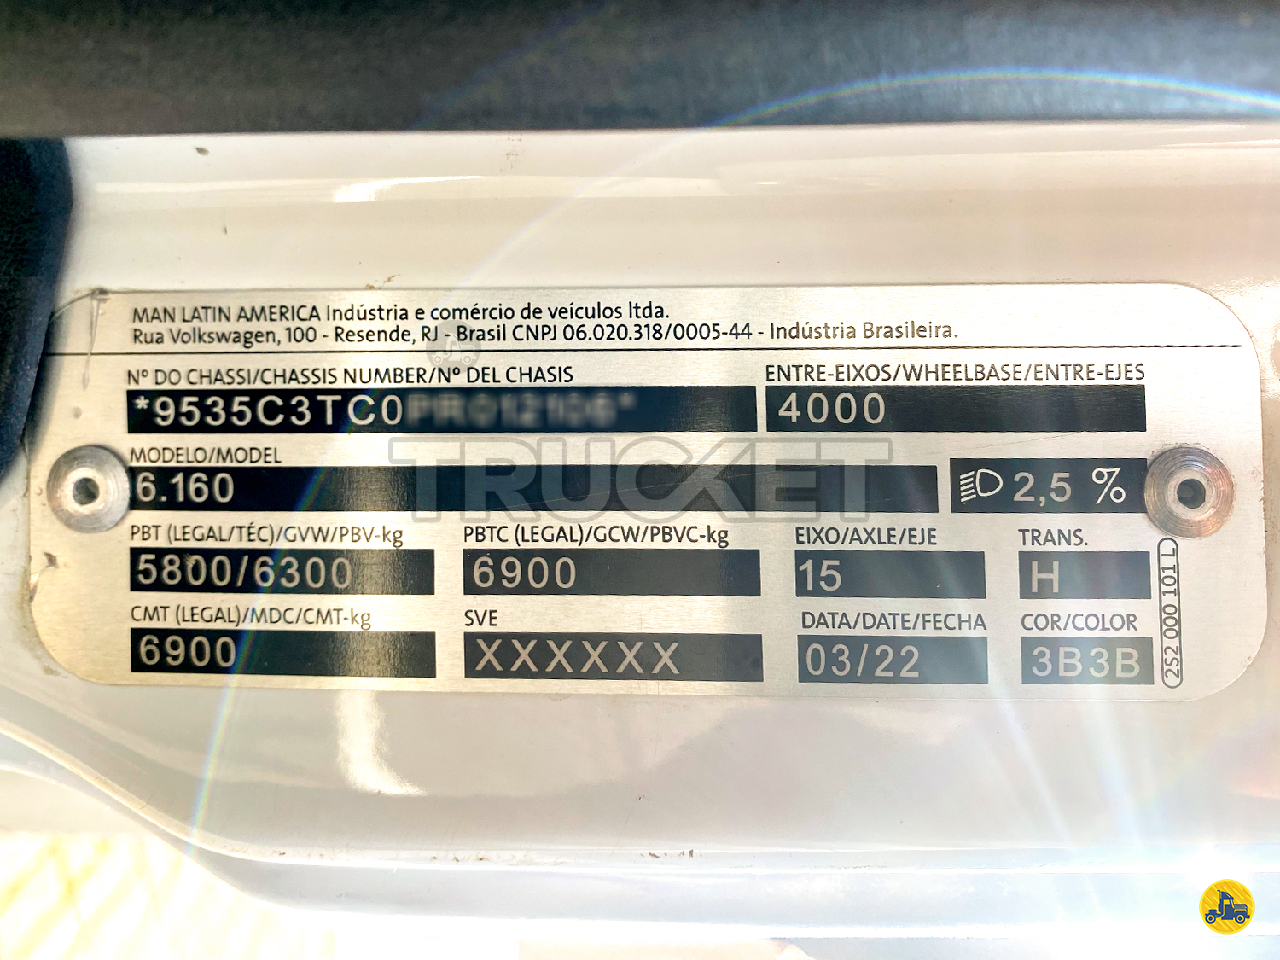 MAN LATIN AMERICA Indústria e comércio de veículos ltda.
Rua Volkswagen, 100 - Resende, RJ - Brasil CNPJ 06.020.318/0005-44 - Indústria Brasileira.
Nº DO CHASSI/CHASSIS NUMBER/Nº DEL CHASIS
ENTRE-EIXOS/WHEELBASE/ENTRE-EJES
*9535C3TC0
4000
MODELO/MODEL
TRUCKET
6.160
2,5 %
PBT (LEGAL/TÉC)/GVW/PBV-kg
PBTC (LEGAL)/GCW/PBVC-kg
EIXO/AXLE/EJE
TRANS.
5800/6300
6900
15
H
CMT (LEGAL)/MDC/CMT-kg
SVE
DATA/DATE/FECHA
COR/COLOR
6900
XXXXXX
03/22
3B3B
2S2 000 101 L